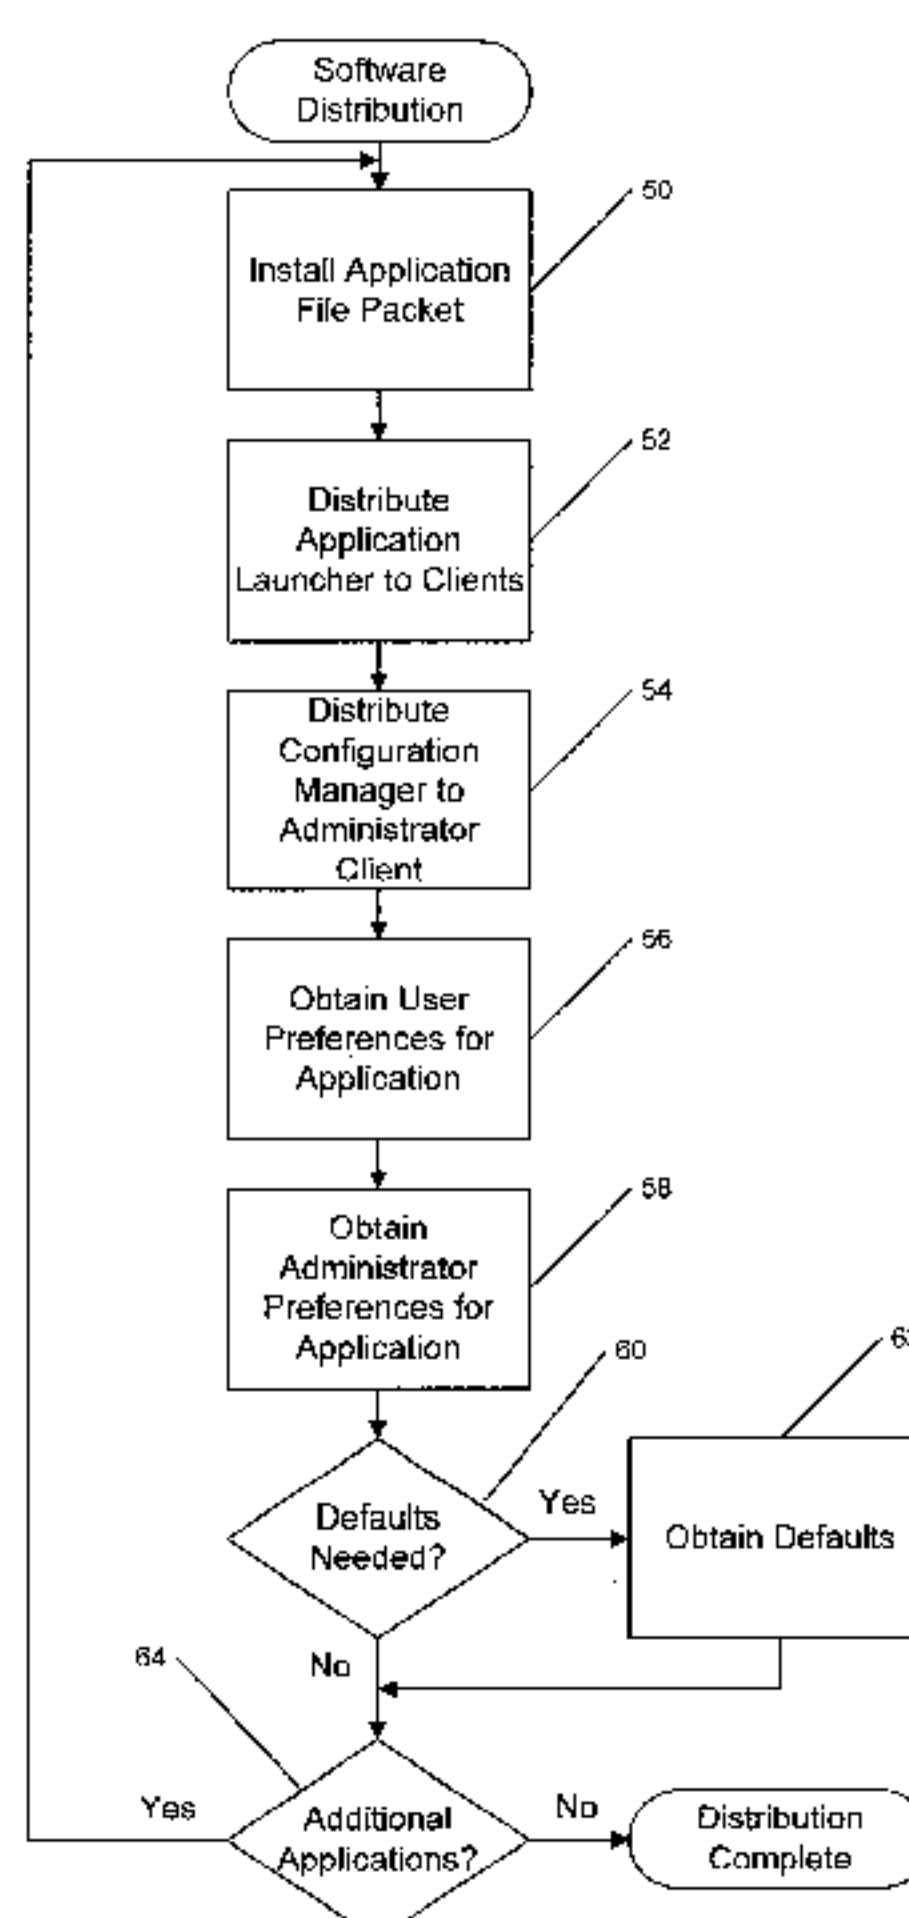 Software
Distribution
50
Install Application
File Packet
52
Distribute
Application
Launcher to Clients
54
Distribute
Configuration
Manager to
Administrator
Client
56
Obtain User
Preferences for
Application
58
Obtain
Administrator
Preferences for
Application
60
Defaults
Needed?
Yes
Obtain Defaults
No
64
Additional
Applications?
Yes
No
Distribution
Complete